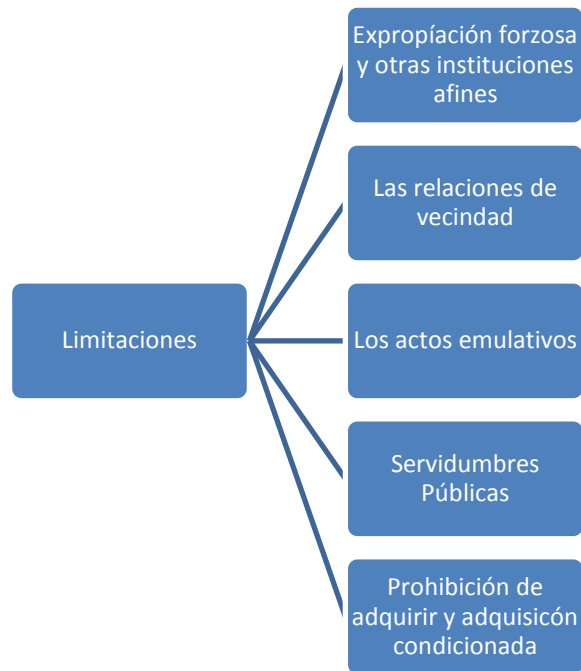 Expropíación forzosa
y otras instituciones
afines
Las relaciones de
vecindad
Limitaciones
Los actos emulativos
Servidumbres
Públicas
Prohibición de
adquirir y adquisicón
condicionada